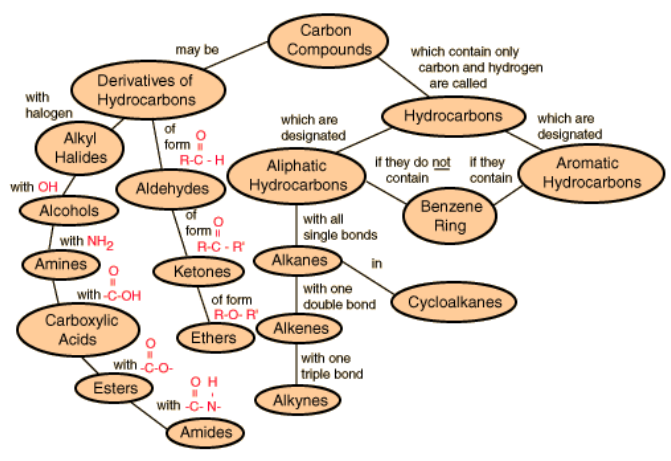 Carbon
Compounds
may be
which contain only
carbon and hydrogen
are called
Derivatives of
Hydrocarbons
Hydrocarbons
with
halogen
of
form
O
=
R-C - H
which are
designated
which are
designated
Alkyl
Halides
Aliphatic
Hydrocarbons
if they do not
contain
if they
contain
Aromatic
Hydrocarbons
with OH
Aldehydes
Benzene
Ring
Alcohols
of
form
O
=
R-C - R'
with all
single bonds
with NH2
Amines
Ketones
Alkanes
in
O
=
with -C-OH
of form
R-O- R'
with one
double bond
Cycloalkanes
Carboxylic
Acids
Ethers
Alkenes
O
=
with -C-O-
with one
triple bond
Esters
O H
= -
with -C- N-
Alkynes
Amides